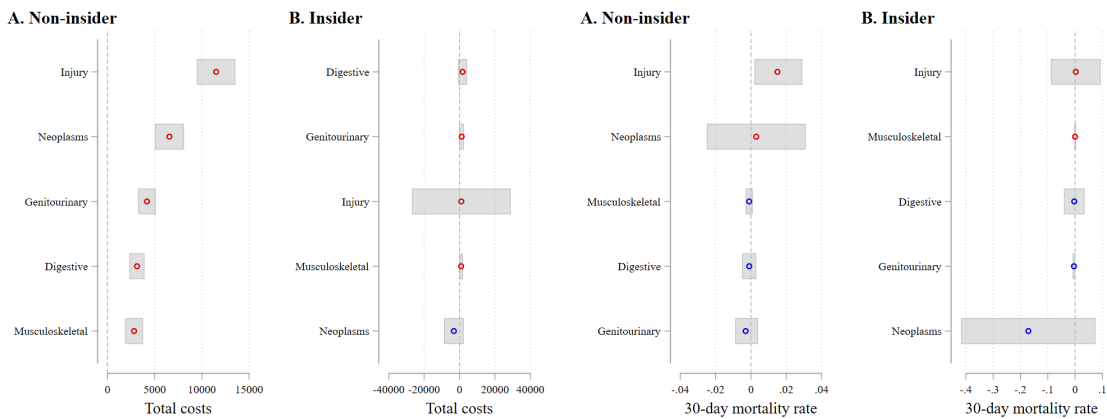 A. Non-insider
Injury
Neoplasms
Genitourinary
Digestive
Musculoskeletal
0 5000 10000 15000
Total costs
B. Insider
Digestive
Genitourinary
Injury
Musculoskeletal
Neoplasms
-40000 -20000 0 20000 40000
Total costs
A. Non-insider
Injury
Neoplasms
Musculoskeletal
Digestive
Genitourinary
-.04 -.02 0 .02 .04
30-day mortality rate
B. Insider
Injury
Musculoskeletal
Digestive
Genitourinary
Neoplasms
-.4 -.3 -.2 -.1 0 .1
30-day mortality rate